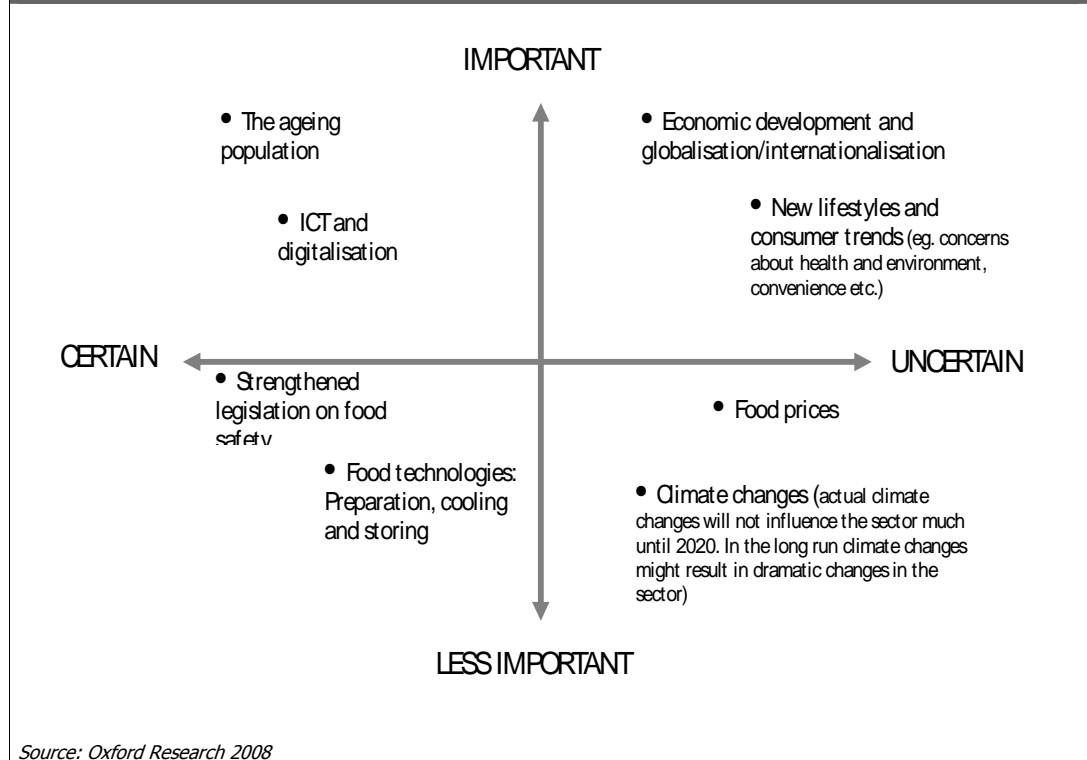 IMPORTANT
• The ageing
population
• Economic development and
globalisation/internationalisation
• ICT and
digitalisation
• New lifestyles and
consumer trends (eg. concerns
about health and environment,
convenience etc.)
CERTAIN
UNCERTAIN
• Strengthened
legislation on food
safety
• Food prices
• Food technologies:
Preparation, cooling
and storing
• Climate changes (actual climate
changes will not influence the sector much
until 2020. In the long run climate changes
might result in dramatic changes in the
sector)
LESS IMPORTANT
Source: Oxford Research 2008